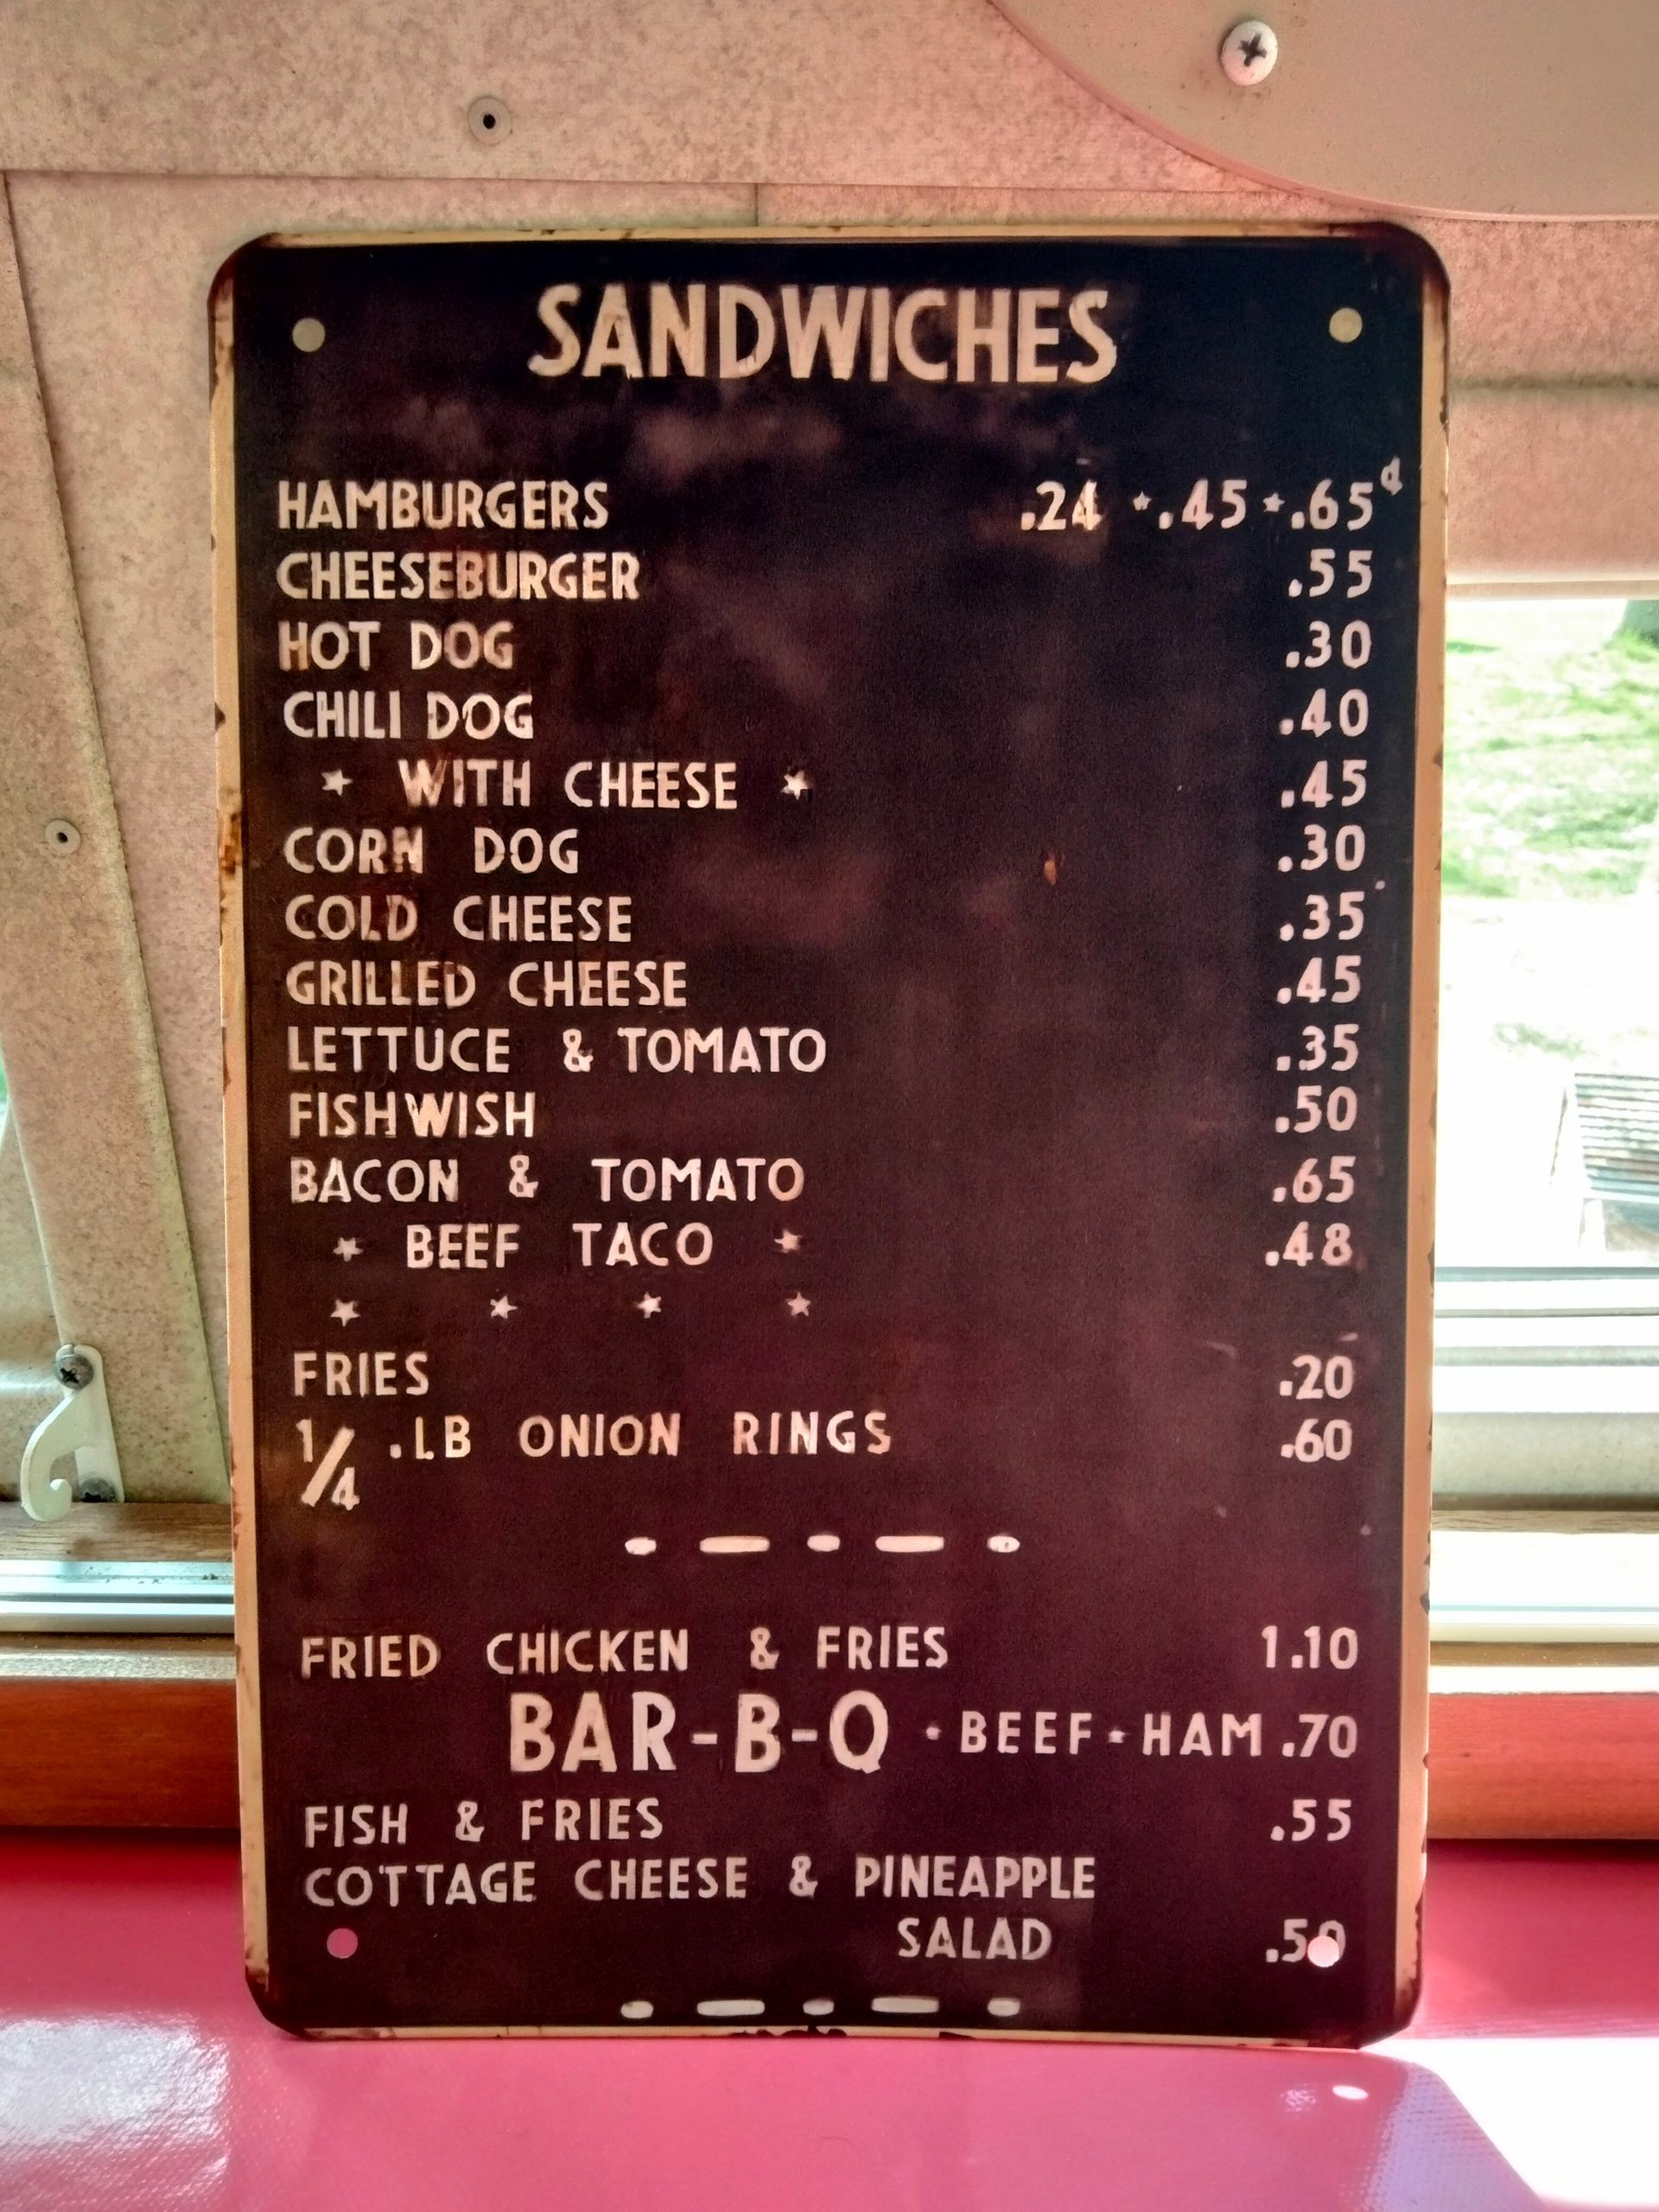 SANDWICHES
HAMBURGERS .24 * .45 * .65¢
CHEESEBURGER .55
HOT DOG .30
CHILI DOG .40
* WITH CHEESE * .45
CORN DOG .30
COLD CHEESE .35
GRILLED CHEESE .45
LETTUCE & TOMATO .35
FISHWISH .50
BACON & TOMATO .65
* BEEF TACO * .48
* * * *
FRIES .20
1/4 .LB ONION RINGS .60
FRIED CHICKEN & FRIES 1.10
BAR-B-Q * BEEF * HAM .70
FISH & FRIES .55
COTTAGE CHEESE & PINEAPPLE
SALAD .50